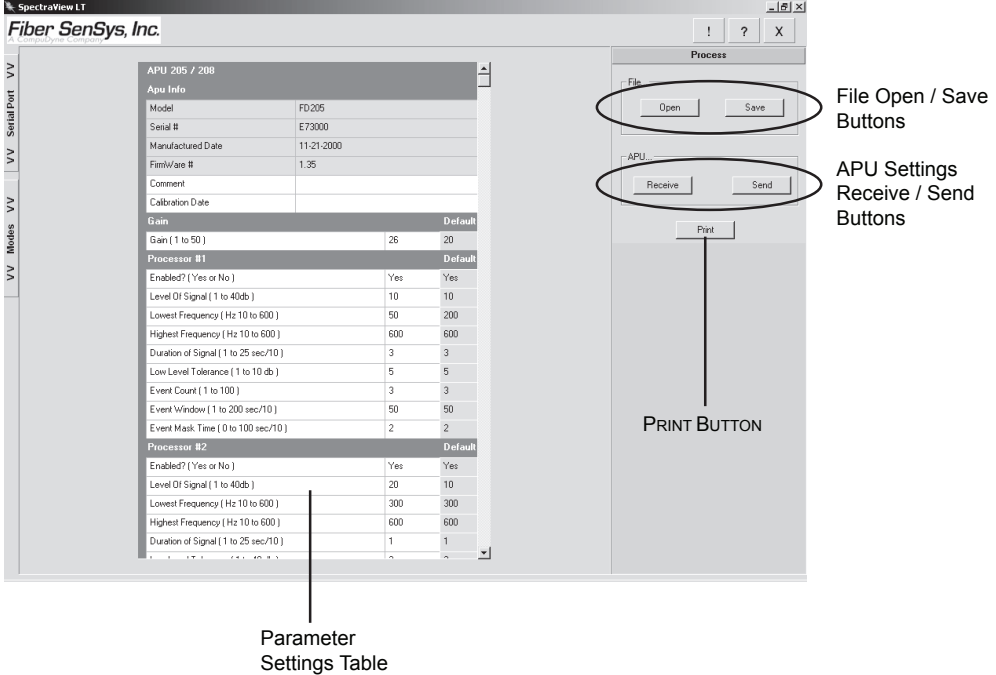 SpectraView LT
Fiber SenSys, Inc.
A CompuDyne Company
! ? X
VV Serial Port VV
VV Modes VV
APU 205 / 208
Apu Info
Model FD205
Serial # E73000
Manufactured Date 11-21-2000
FirmWare # 1.35
Comment
Calibration Date
Gain Default
Gain ( 1 to 50 ) 26 20
Processor #1 Default
Enabled? ( Yes or No ) Yes Yes
Level Of Signal ( 1 to 40db ) 10 10
Lowest Frequency ( Hz 10 to 600 ) 50 200
Highest Frequency ( Hz 10 to 600 ) 600 600
Duration of Signal ( 1 to 25 sec/10 ) 3 3
Low Level Tolerance ( 1 to 10 db ) 5 5
Event Count ( 1 to 100 ) 3 3
Event Window ( 1 to 200 sec/10 ) 50 50
Event Mask Time ( 0 to 100 sec/10 ) 2 2
Processor #2 Default
Enabled? ( Yes or No ) Yes Yes
Level Of Signal ( 1 to 40db ) 20 10
Lowest Frequency ( Hz 10 to 600 ) 300 300
Highest Frequency ( Hz 10 to 600 ) 600 600
Duration of Signal ( 1 to 25 sec/10 ) 1 1
Process
File...
Open Save
APU...
Receive Send
Print
File Open / Save
Buttons
APU Settings
Receive / Send
Buttons
PRINT BUTTON
Parameter
Settings Table